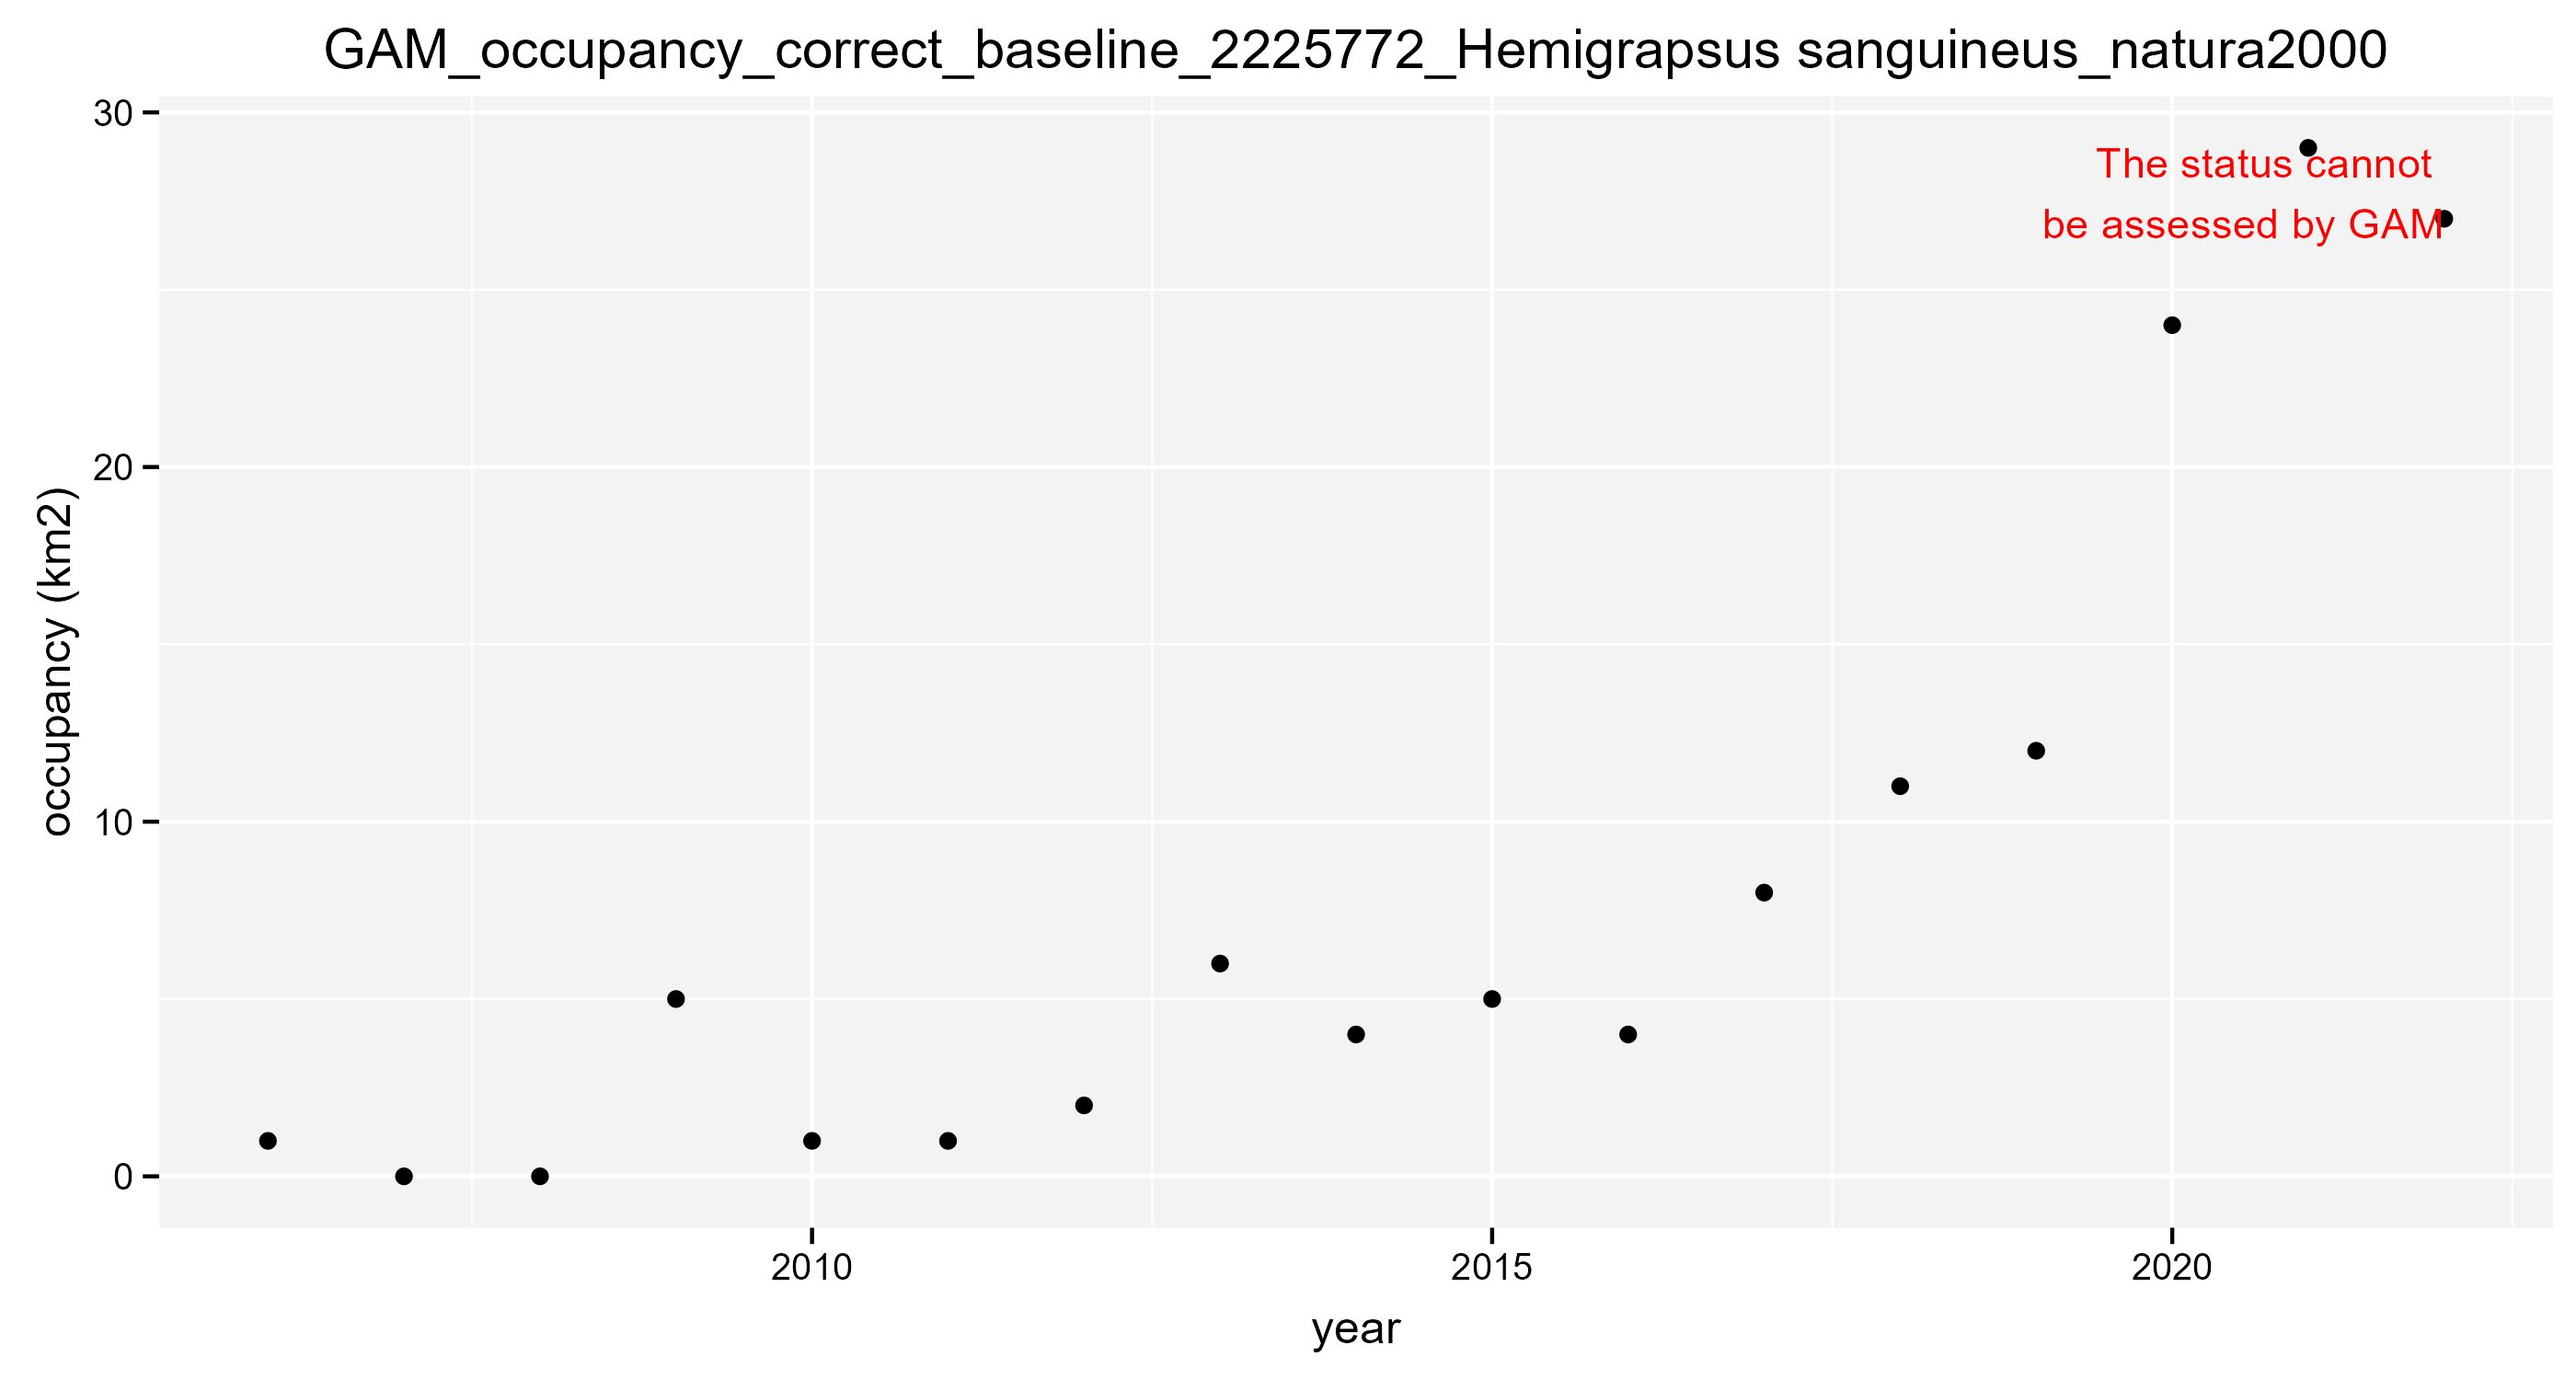 GAM_occupancy_correct_baseline_2225772_Hemigrapsus sanguineus_natura2000
30
The status cannot
be assessed by GAM
20
occupancy (km2)
10
0
2010
2015
2020
year